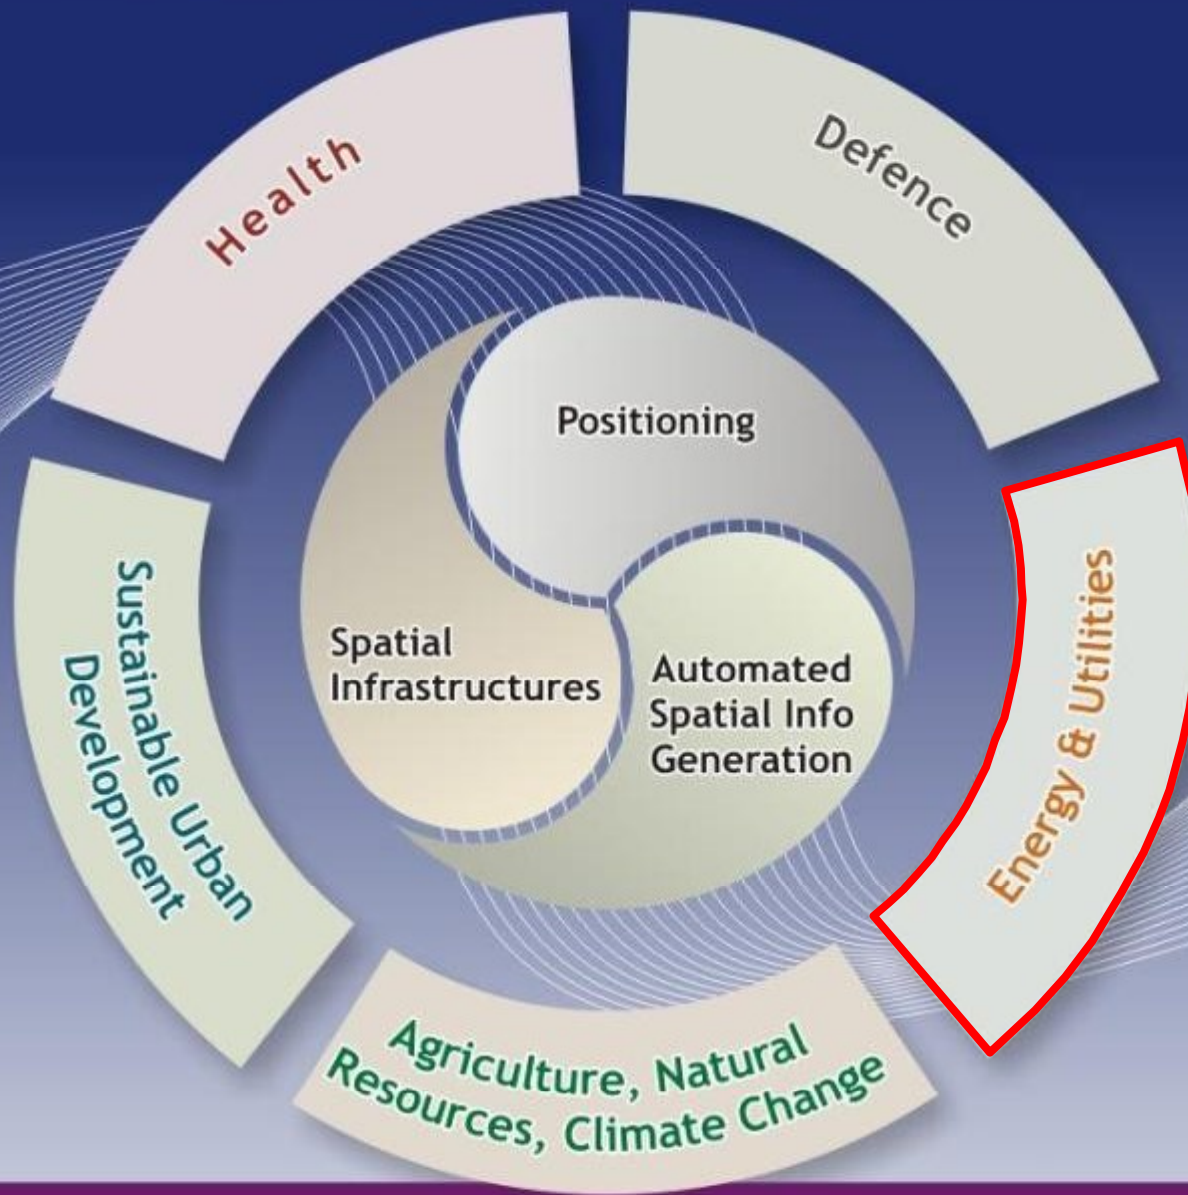 Health
Defence
Positioning
Spatial
Infrastructures
Automated
Spatial Info
Generation
Energy & Utilities
Sustainable Urban
Development
Agriculture, Natural
Resources, Climate Change